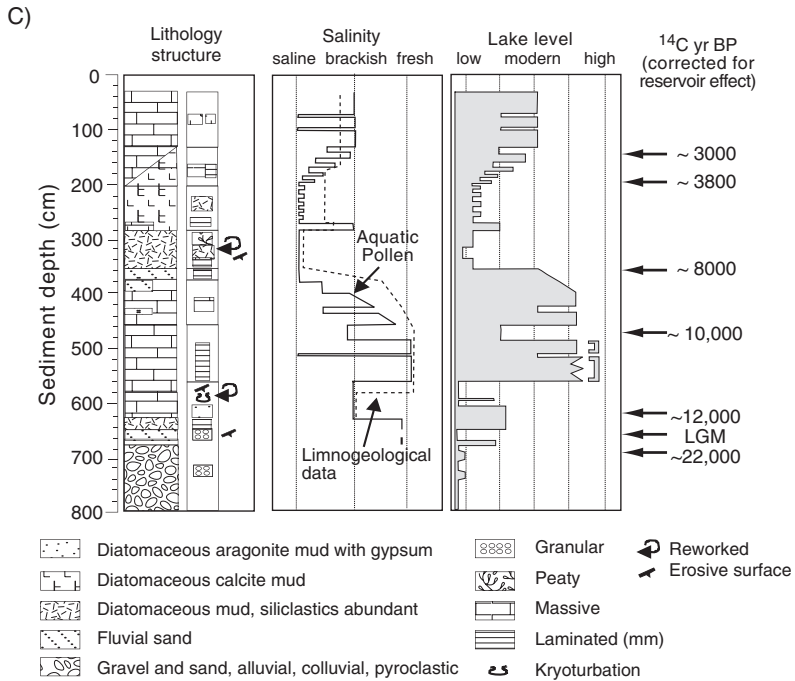 C)
Lithology
structure
Salinity
saline brackish fresh
Lake level
low modern high
14C yr BP
(corrected for
reservoir effect)
Sediment depth (cm)
0
100
200
300
400
500
600
700
800
Aquatic
Pollen
Limnogeological
data
~ 3000
~ 3800
~ 8000
~ 10,000
~12,000
LGM
~22,000
Diatomaceous aragonite mud with gypsum
Diatomaceous calcite mud
Diatomaceous mud, siliclastics abundant
Fluvial sand
Gravel and sand, alluvial, colluvial, pyroclastic
Granular
Peaty
Massive
Laminated (mm)
Kryoturbation
Reworked
Erosive surface